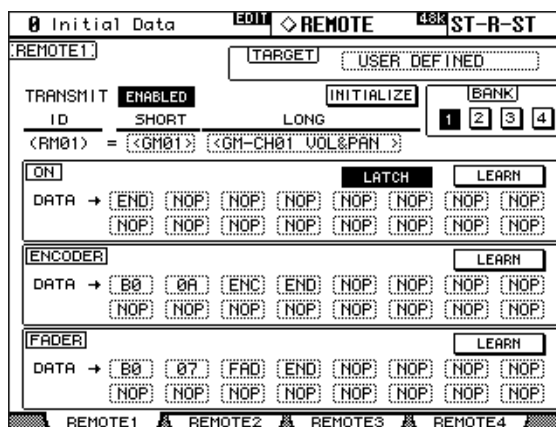 0 Initial Data EDIT ◇REMOTE 48k ST-R-ST
REMOTE1 TARGET USER DEFINED
TRANSMIT ENABLED INITIALIZE BANK
ID SHORT LONG 1 2 3 4
(RM01) = <GM01> <GM-CH01 VOL&PAN >
ON LATCH LEARN
DATA → END NOP NOP NOP NOP NOP NOP NOP
NOP NOP NOP NOP NOP NOP NOP NOP
ENCODER LEARN
DATA → B0 0A ENC END NOP NOP NOP NOP
NOP NOP NOP NOP NOP NOP NOP NOP
FADER LEARN
DATA → B0 07 FAD END NOP NOP NOP NOP
NOP NOP NOP NOP NOP NOP NOP NOP
REMOTE1 REMOTE2 REMOTE3 REMOTE4